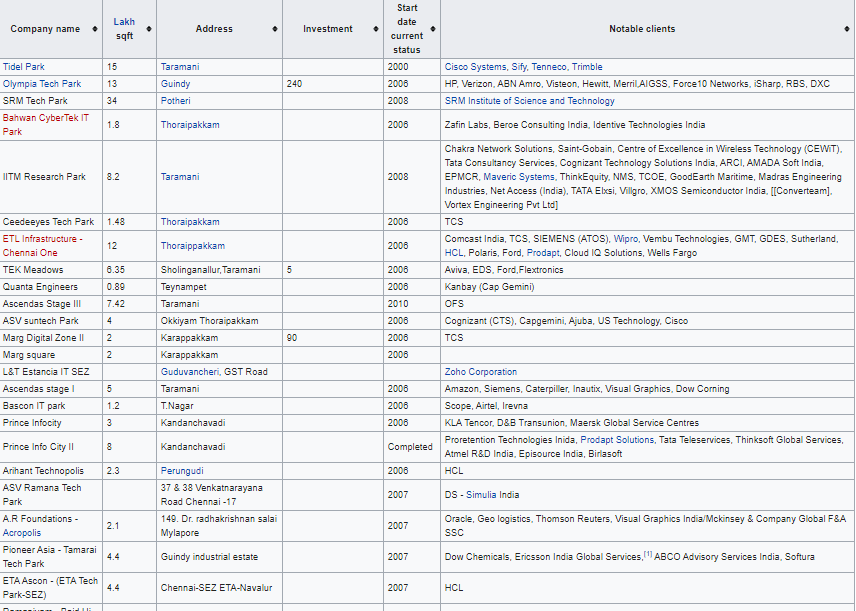 Company name Lakh sqft Address Investment Start date current status Notable clients
Tidel Park 15 Taramani 2000 Cisco Systems, Sify, Tenneco, Trimble
Olympia Tech Park 13 Guindy 240 2006 HP, Verizon, ABN Amro, Visteon, Hewitt, Merril,AIGSS, Force10 Networks, iSharp, RBS, DXC
SRM Tech Park 34 Potheri 2008 SRM Institute of Science and Technology
Bahwan CyberTek IT
Park
1.8 Thoraipakkam 2006 Zafin Labs, Beroe Consulting India, Identive Technologies India
IITM Research Park 8.2 Taramani 2008
Chakra Network Solutions, Saint-Gobain, Centre of Excellence in Wireless Technology (CEWiT),
Tata Consultancy Services, Cognizant Technology Solutions India, ARCI, AMADA Soft India,
EPMCR, Maveric Systems, ThinkEquity, NMS, TCOE, GoodEarth Maritime, Madras Engineering
Industries, Net Access (India), TATA Elxsi, Villgro, XMOS Semiconductor India, [[Converteam],
Vortex Engineering Pvt Ltd]
Ceedeeyes Tech Park 1.48 Thoraipakkam 2006 TCS
ETL Infrastructure -
Chennai One
12 Thoraippakkam 2006
Comcast India, TCS, SIEMENS (ATOS), Wipro, Vembu Technologies, GMT, GDES, Sutherland,
HCL, Polaris, Ford, Prodapt, Cloud IQ Solutions, Wells Fargo
TEK Meadows 6.35 Sholinganallur,Taramani 5 2006 Aviva, EDS, Ford,Flextronics
Quanta Engineers 0.89 Teynampet 2006 Kanbay (Cap Gemini)
Ascendas Stage III 7.42 Taramani 2010 OFS
ASV suntech Park 4 Okkiyam Thoraipakkam 2006 Cognizant (CTS), Capgemini, Ajuba, US Technology, Cisco
Marg Digital Zone II 2 Karappakkam 90 2006 TCS
Marg square 2 Karappakkam 2006
L&T Estancia IT SEZ Guduvancheri, GST Road Zoho Corporation
Ascendas stage I 5 Taramani 2006 Amazon, Siemens, Caterpiller, Inautix, Visual Graphics, Dow Corning
Bascon IT park 1.2 T.Nagar 2006 Scope, Airtel, Irevna
Prince Infocity 3 Kandanchavadi 2006 KLA Tencor, D&B Transunion, Maersk Global Service Centres
Prince Info City II 8 Kandanchavadi Completed
Proretention Technologies Inida, Prodapt Solutions, Tata Teleservices, Thinksoft Global Services,
Atmel R&D India, Episource India, Birlasoft
Arihant Technopolis 2.3 Perungudi 2006 HCL
ASV Ramana Tech
Park
37 & 38 Venkatnarayana
Road Chennai -17
2007 DS - Simulia India
A.R Foundations -
Acropolis
2.1
149. Dr. radhakrishnan salai
Mylapore
2007
Oracle, Geo logistics, Thomson Reuters, Visual Graphics India/Mckinsey & Company Global F&A
SSC
Pioneer Asia - Tamarai
Tech Park
4.4 Guindy industrial estate 2007 Dow Chemicals, Ericsson India Global Services,[1] ABCO Advisory Services India, Softura
ETA Ascon - (ETA Tech
Park-SEZ)
4.4 Chennai-SEZ ETA-Navalur 2007 HCL